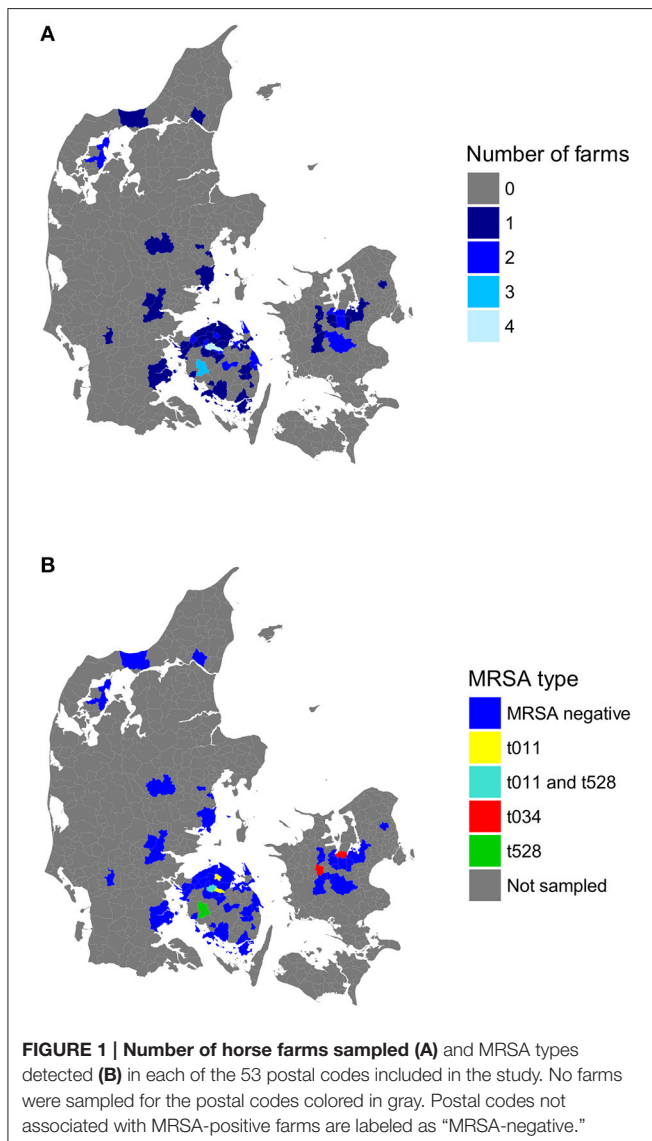 A
Number of farms
0
1
2
3
4
B
MRSA type
MRSA negative
t011
t011 and t528
t034
t528
Not sampled
FIGURE 1 | Number of horse farms sampled (A) and MRSA types
detected (B) in each of the 53 postal codes included in the study. No farms
were sampled for the postal codes colored in gray. Postal codes not
associated with MRSA-positive farms are labeled as “MRSA-negative.”